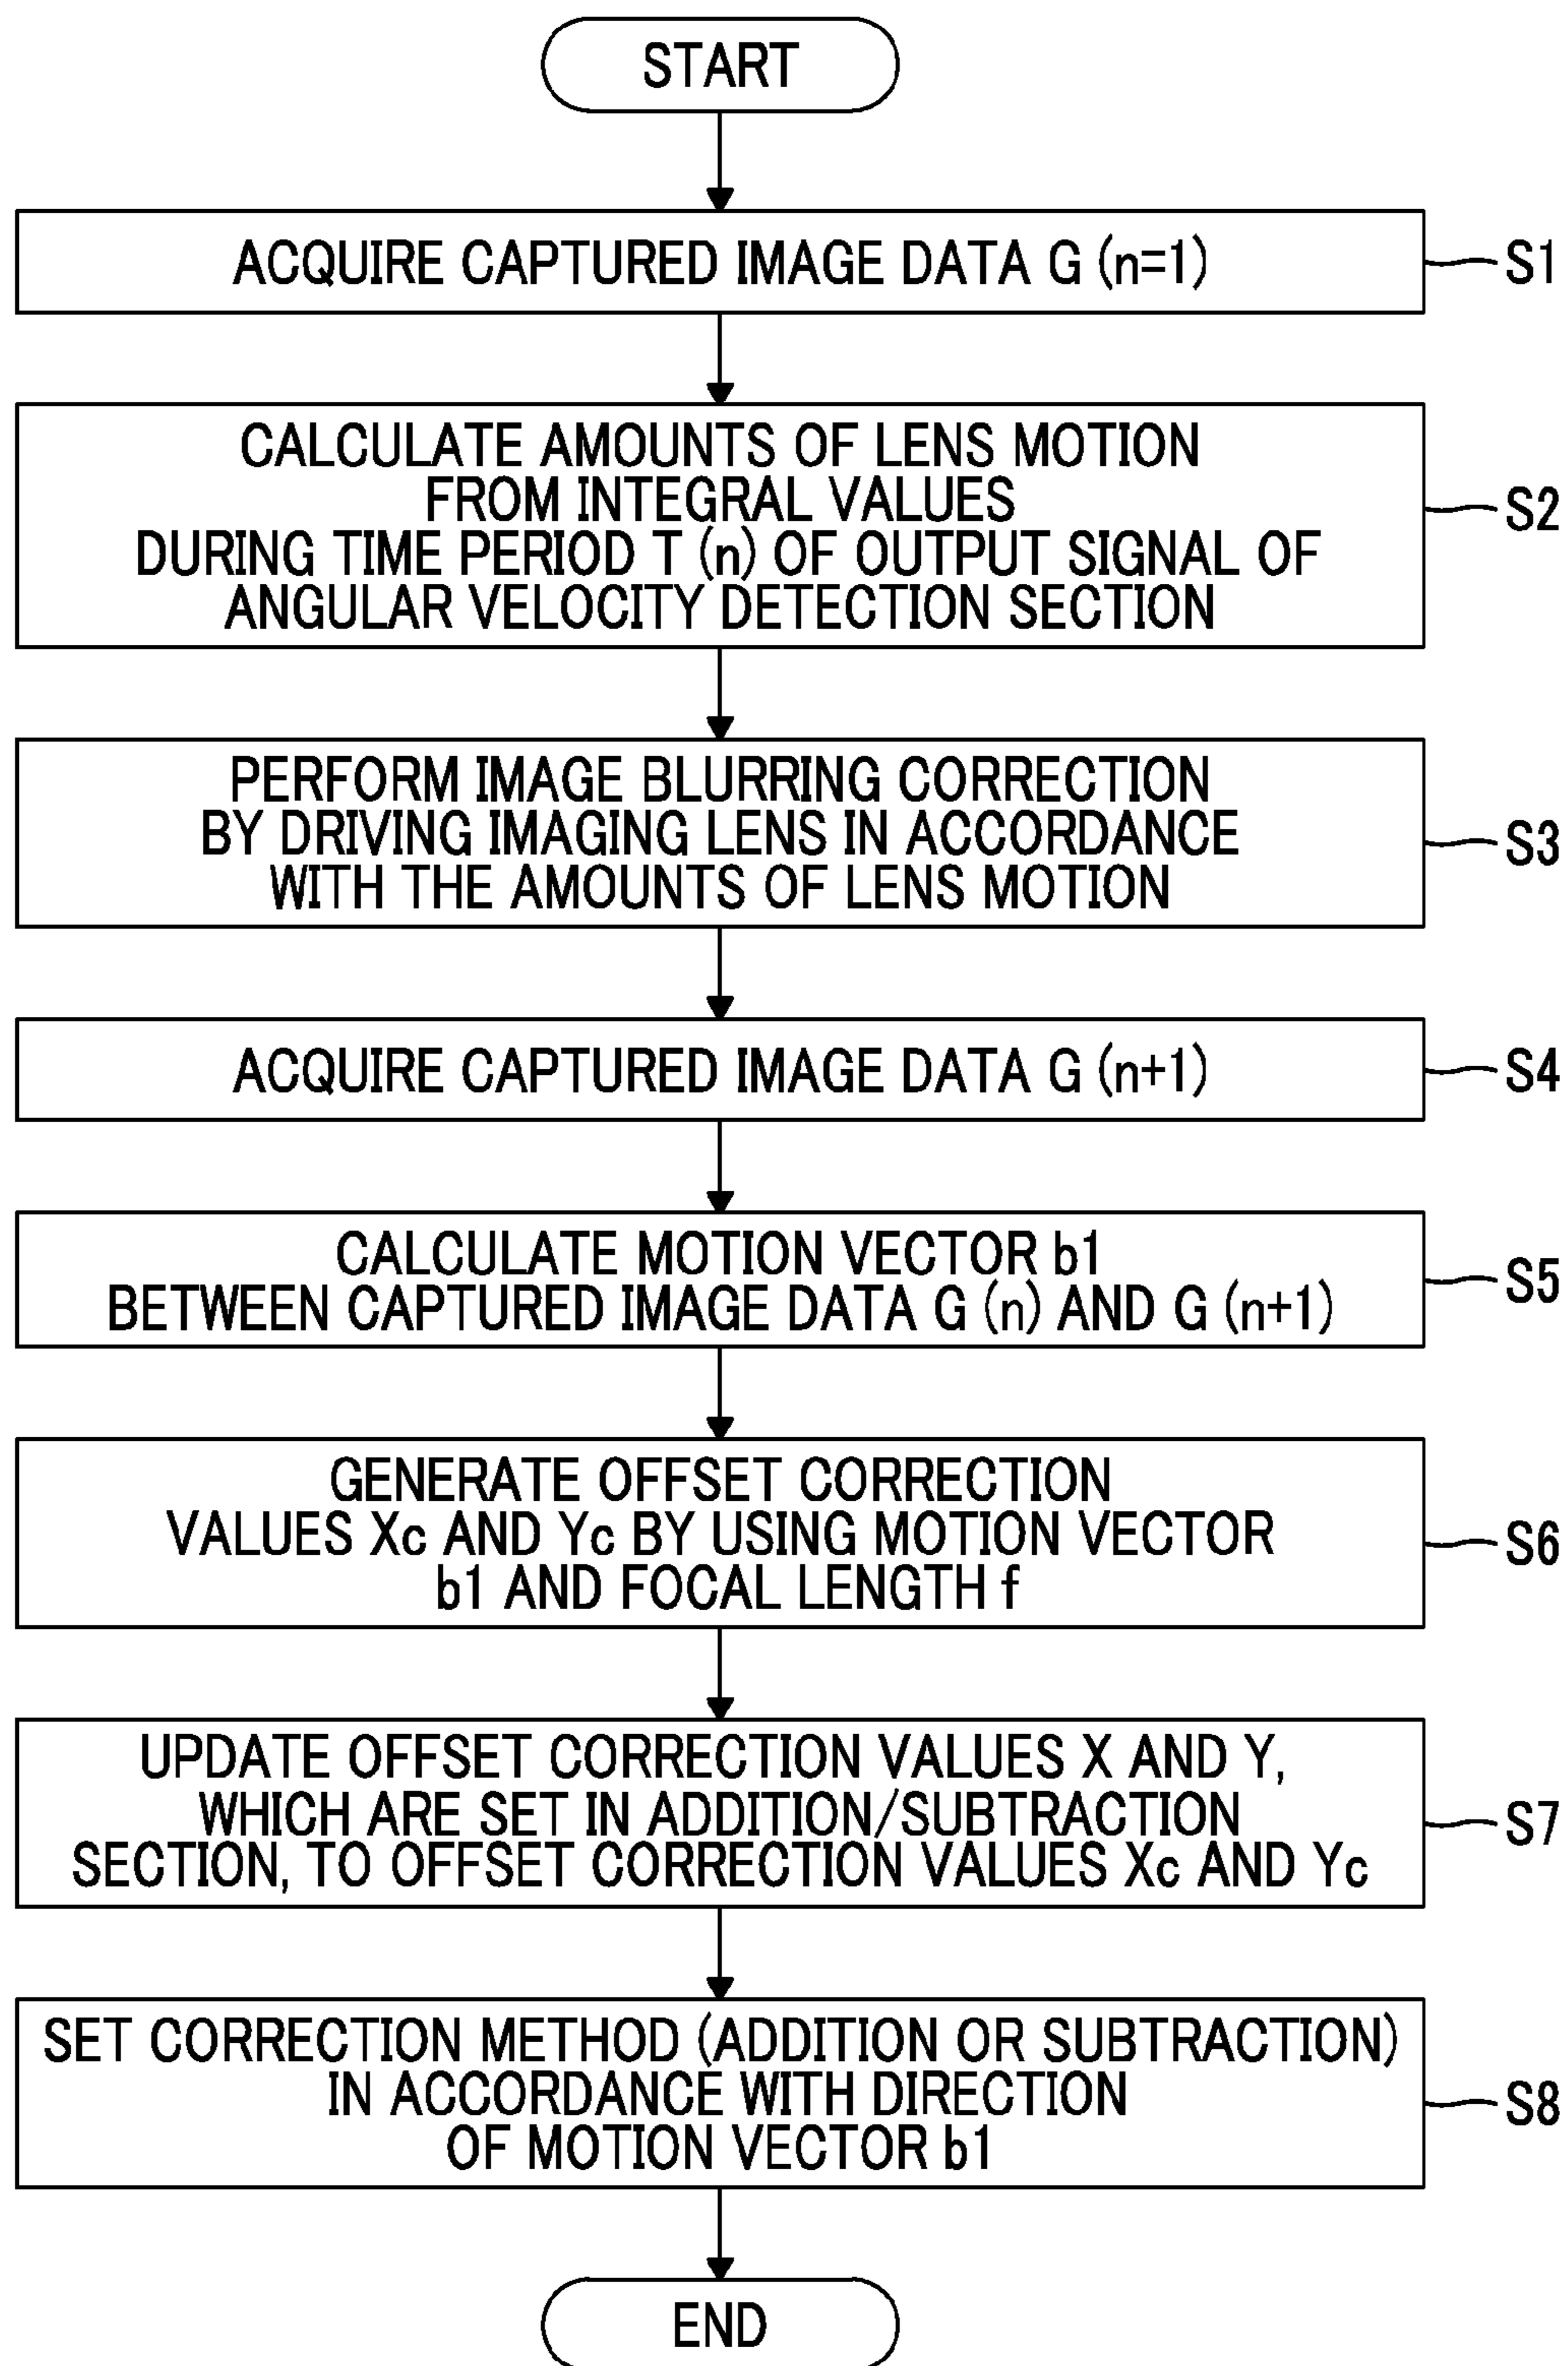 START
ACQUIRE CAPTURED IMAGE DATA G (n=1)
S1
CALCULATE AMOUNTS OF LENS MOTION
FROM INTEGRAL VALUES
DURING TIME PERIOD T (n) OF OUTPUT SIGNAL OF
ANGULAR VELOCITY DETECTION SECTION
S2
PERFORM IMAGE BLURRING CORRECTION
BY DRIVING IMAGING LENS IN ACCORDANCE
WITH THE AMOUNTS OF LENS MOTION
S3
ACQUIRE CAPTURED IMAGE DATA G (n+1)
S4
CALCULATE MOTION VECTOR b1
BETWEEN CAPTURED IMAGE DATA G (n) AND G (n+1)
S5
GENERATE OFFSET CORRECTION
VALUES Xc AND Yc BY USING MOTION VECTOR
b1 AND FOCAL LENGTH f
S6
UPDATE OFFSET CORRECTION VALUES X AND Y,
WHICH ARE SET IN ADDITION/SUBTRACTION
SECTION, TO OFFSET CORRECTION VALUES Xc AND Yc
S7
SET CORRECTION METHOD (ADDITION OR SUBTRACTION)
IN ACCORDANCE WITH DIRECTION
OF MOTION VECTOR b1
S8
END